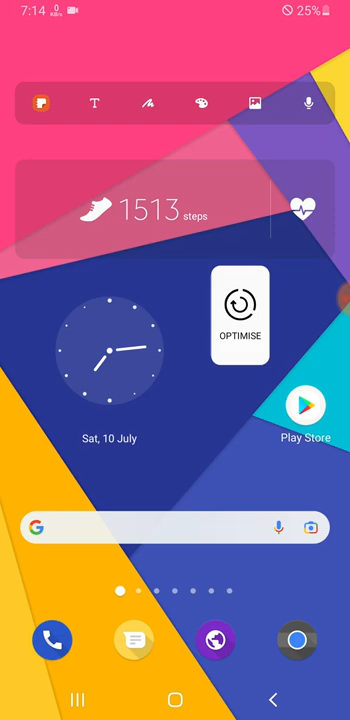 7:14 0 KB/s 25%
T
1513 steps
OPTIMISE
Sat, 10 July
Play Store
G